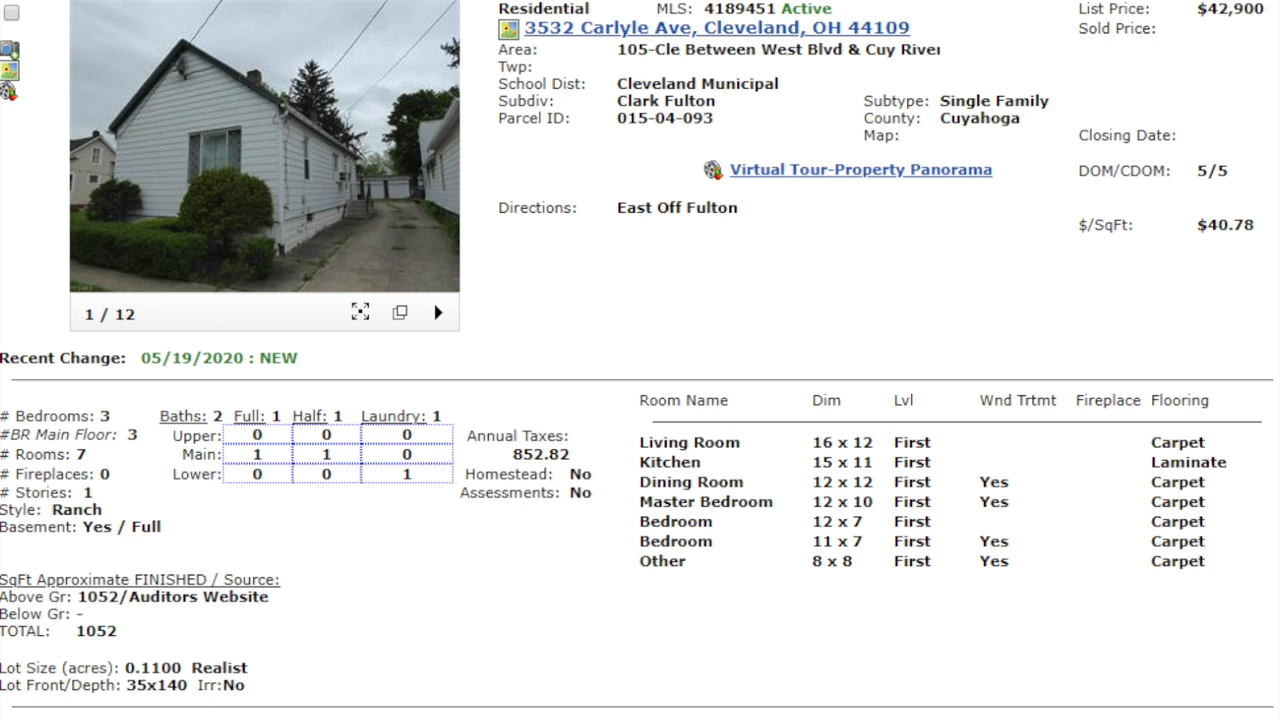 Residential MLS: 4189451 Active List Price: $42,900
3532 Carlyle Ave, Cleveland, OH 44109 Sold Price:
Area: 105-Cle Between West Blvd & Cuy River
Twp:
School Dist: Cleveland Municipal
Subdiv: Clark Fulton Subtype: Single Family
Parcel ID: 015-04-093 County: Cuyahoga
Map: Closing Date:
Virtual Tour-Property Panorama DOM/CDOM: 5/5
Directions: East Off Fulton
$/SqFt: $40.78
1 / 12
Recent Change: 05/19/2020 : NEW
# Bedrooms: 3 Baths: 2 Full: 1 Half: 1 Laundry: 1
#BR Main Floor: 3 Upper: 0 0 0 Annual Taxes:
# Rooms: 7 Main: 1 1 0 852.82
# Fireplaces: 0 Lower: 0 0 1 Homestead: No
# Stories: 1 Assessments: No
Style: Ranch
Basement: Yes / Full
Room Name Dim Lvl Wnd Trtmt Fireplace Flooring
Living Room 16 x 12 First Carpet
Kitchen 15 x 11 First Laminate
Dining Room 12 x 12 First Yes Carpet
Master Bedroom 12 x 10 First Yes Carpet
Bedroom 12 x 7 First Carpet
Bedroom 11 x 7 First Yes Carpet
Other 8 x 8 First Yes Carpet
SqFt Approximate FINISHED / Source:
Above Gr: 1052/Auditors Website
Below Gr: -
TOTAL: 1052
Lot Size (acres): 0.1100 Realist
Lot Front/Depth: 35x140 Irr:No